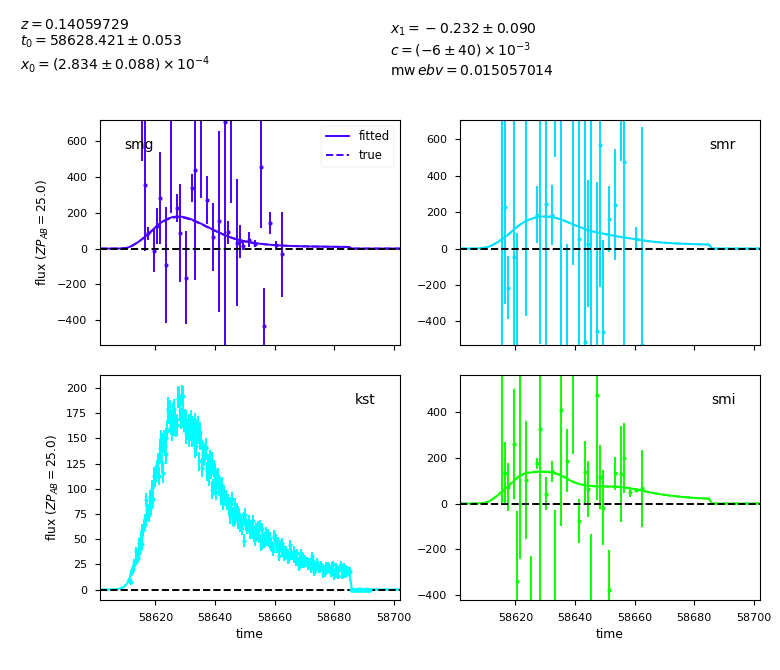 z = 0.14059729
t₀ = 58628.421 ± 0.053
x₀ = (2.834 ± 0.088) × 10⁻⁴
x₁ = −0.232 ± 0.090
c = (−6 ± 40) × 10⁻³
mwebv = 0.015057014
smg
fitted
true
600
400
200
0
−200
−400
flux (ZP_AB = 25.0)
smr
600
400
200
0
−200
−400
kst
200
175
150
125
100
75
50
25
0
flux (ZP_AB = 25.0)
58620 58640 58660 58680 58700
time
smi
400
200
0
−200
−400
58620 58640 58660 58680 58700
time